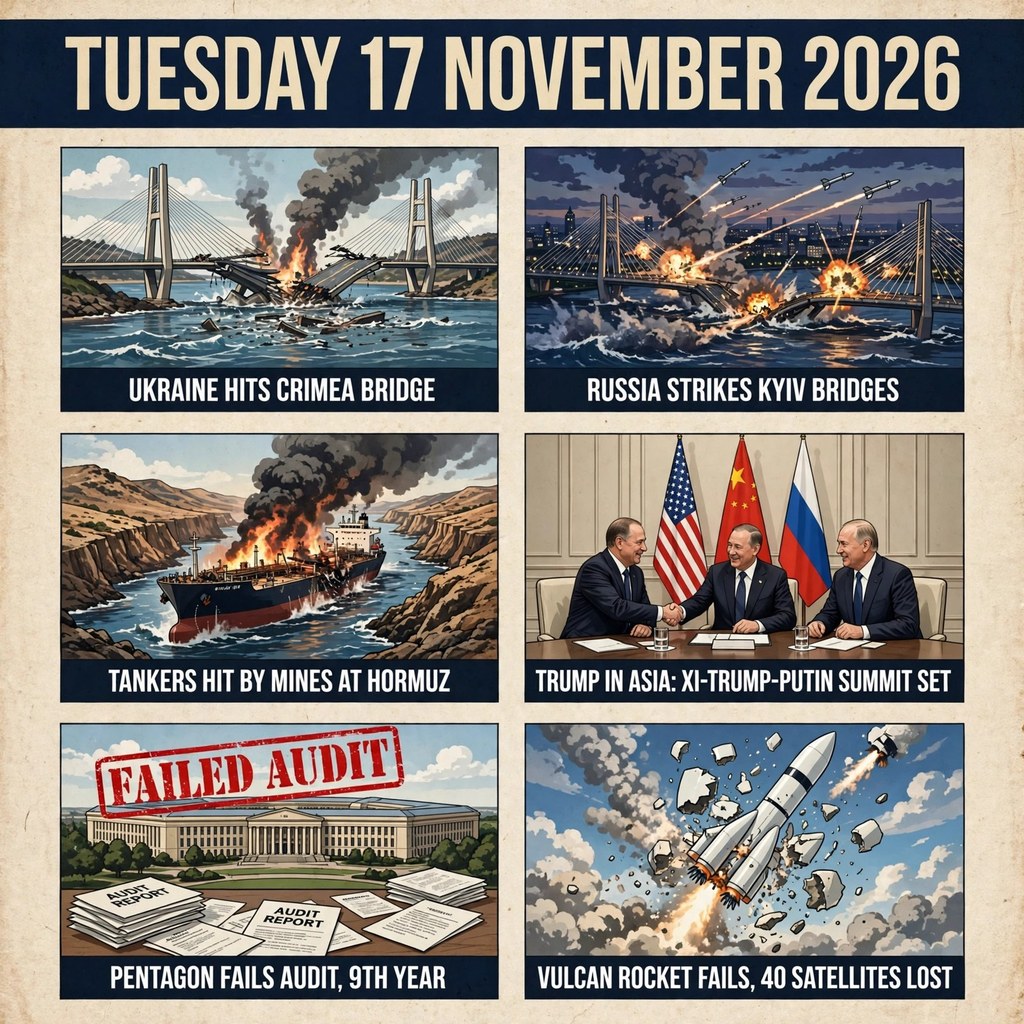 TUESDAY 17 NOVEMBER 2026
UKRAINE HITS CRIMEA BRIDGE
RUSSIA STRIKES KYIV BRIDGES
TANKERS HIT BY MINES AT HORMUZ
TRUMP IN ASIA: XI-TRUMP-PUTIN SUMMIT SET
FAILED AUDIT
AUDIT
REPORT
AUDIT
REPORT
PENTAGON FAILS AUDIT, 9TH YEAR
VULCAN ROCKET FAILS, 40 SATELLITES LOST